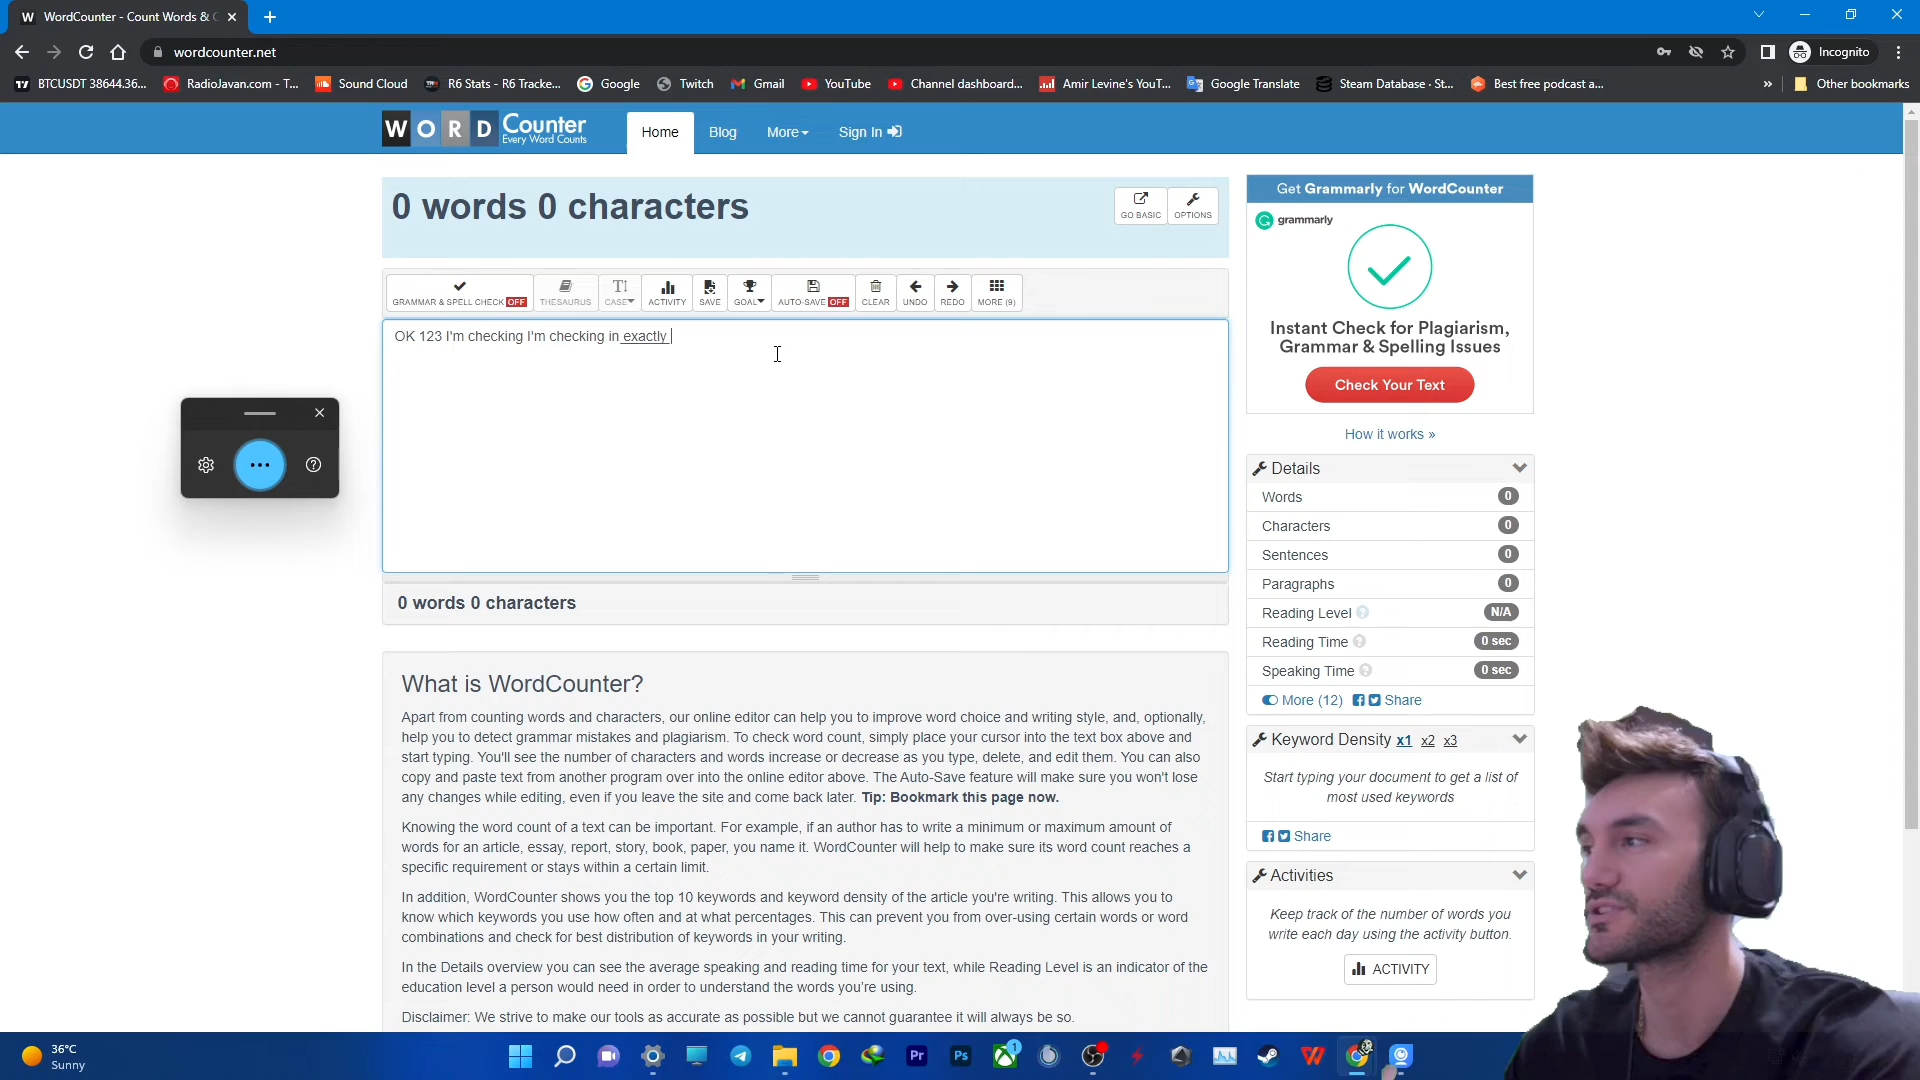 WordCounter - Count Words & C
wordcounter.net
Incognito
BTCUSDT 38644.36...
RadioJavan.com - T...
Sound Cloud
R6 Stats - R6 Tracke...
Google
Twitch
Gmail
YouTube
Channel dashboard...
Amir Levine's YouT...
Google Translate
Steam Database · St...
Best free podcast a...
»
Other bookmarks
WORD Counter
Every Word Counts
Home
Blog
More
Sign In
0 words 0 characters
GO BASIC
OPTIONS
GRAMMAR & SPELL CHECK OFF
THESAURUS
CASE
ACTIVITY
SAVE
GOAL
AUTO-SAVE OFF
CLEAR
UNDO
REDO
MORE (9)
OK 123 I'm checking I'm checking in exactly
0 words 0 characters
What is WordCounter?
Apart from counting words and characters, our online editor can help you to improve word choice and writing style, and, optionally,
help you to detect grammar mistakes and plagiarism. To check word count, simply place your cursor into the text box above and
start typing. You'll see the number of characters and words increase or decrease as you type, delete, and edit them. You can also
copy and paste text from another program over into the online editor above. The Auto-Save feature will make sure you won't lose
any changes while editing, even if you leave the site and come back later. Tip: Bookmark this page now.
Knowing the word count of a text can be important. For example, if an author has to write a minimum or maximum amount of
words for an article, essay, report, story, book, paper, you name it. WordCounter will help to make sure its word count reaches a
specific requirement or stays within a certain limit.
In addition, WordCounter shows you the top 10 keywords and keyword density of the article you're writing. This allows you to
know which keywords you use how often and at what percentages. This can prevent you from over-using certain words or word
combinations and check for best distribution of keywords in your writing.
In the Details overview you can see the average speaking and reading time for your text, while Reading Level is an indicator of the
education level a person would need in order to understand the words you're using.
Disclaimer: We strive to make our tools as accurate as possible but we cannot guarantee it will always be so.
Get Grammarly for WordCounter
grammarly
Instant Check for Plagiarism,
Grammar & Spelling Issues
Check Your Text
How it works »
Details
Words 0
Characters 0
Sentences 0
Paragraphs 0
Reading Level N/A
Reading Time 0 sec
Speaking Time 0 sec
More (12) Share
Keyword Density x1 x2 x3
Start typing your document to get a list of
most used keywords
Share
Activities
Keep track of the number of words you
write each day using the activity button.
ACTIVITY
36°C
Sunny
Pr
Ps
1